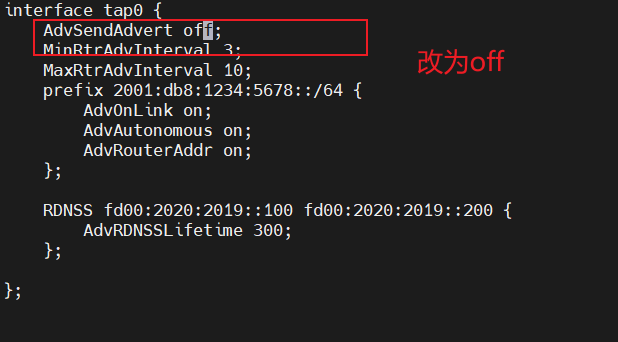 interface tap0 {
AdvSendAdvert off;
MinRtrAdvInterval 3;
改为off
MaxRtrAdvInterval 10;
prefix 2001:db8:1234:5678::/64 {
AdvOnLink on;
AdvAutonomous on;
AdvRouterAddr on;
};
RDNSS fd00:2020:2019::100 fd00:2020:2019::200 {
AdvRDNSSLifetime 300;
};
};